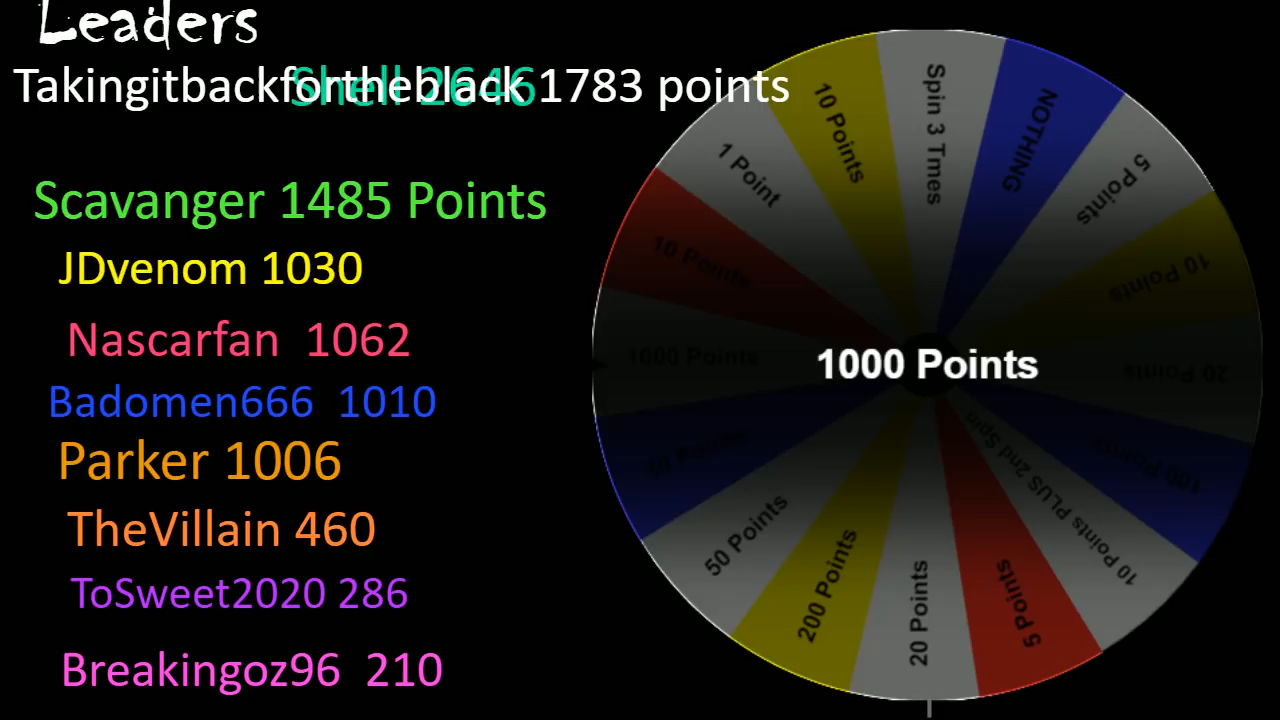 Leaders
Shell 2646
Takingitbackfortheblack 1783 points
Scavanger 1485 Points
JDvenom 1030
Nascarfan 1062
Badomen666 1010
Parker 1006
TheVillain 460
ToSweet2020 286
Breakingoz96 210
Spin 3 Tmes
NOTHING
5 Points
10 Points
20 Points
100 Points
10 Points PLUS 2nd Spin
5 Points
20 Points
200 Points
50 Points
Points
1000 Points
10 Points
1 Point
10 Points
1000 Points